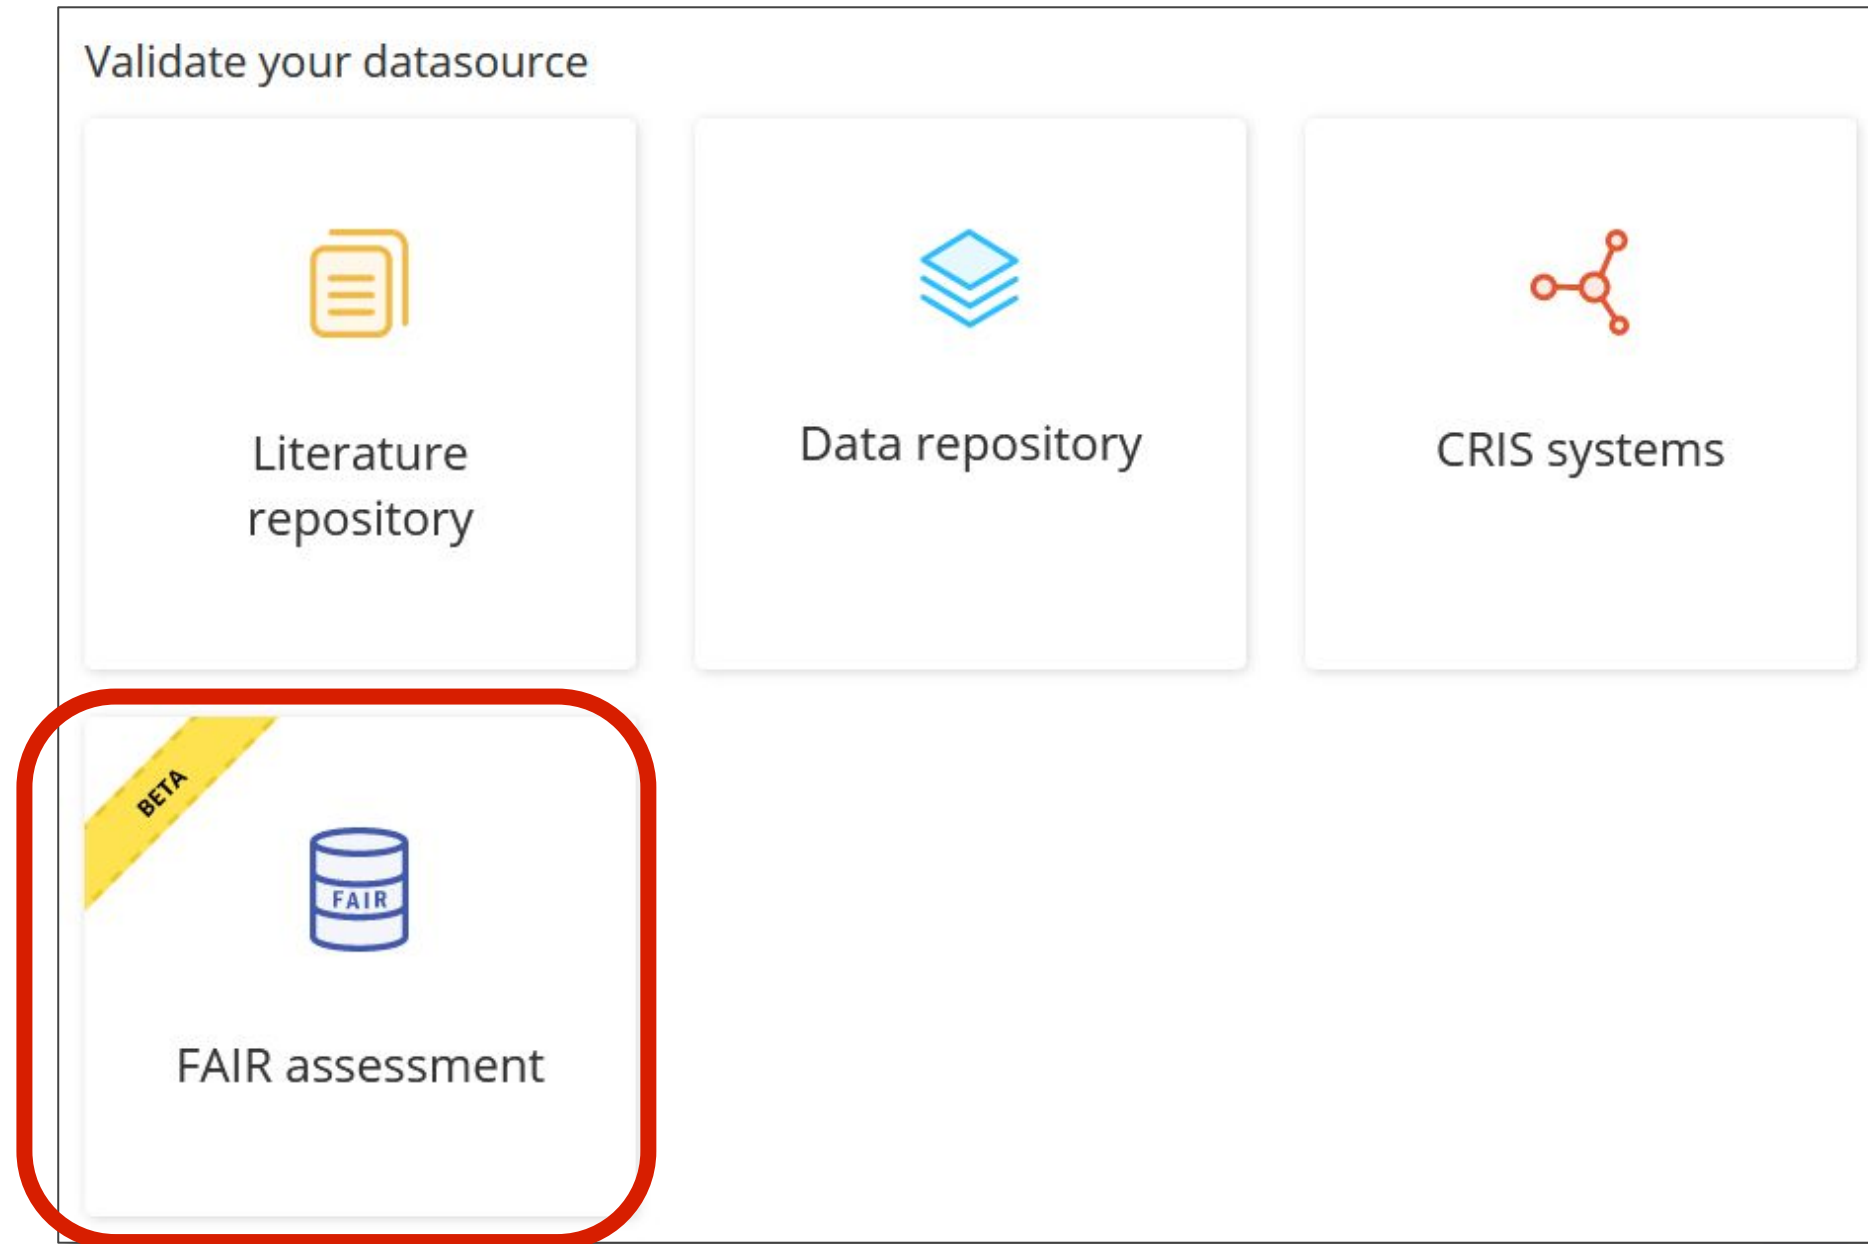 Validate your datasource
Literature
repository
Data repository
CRIS systems
BETA
FAIR
FAIR assessment